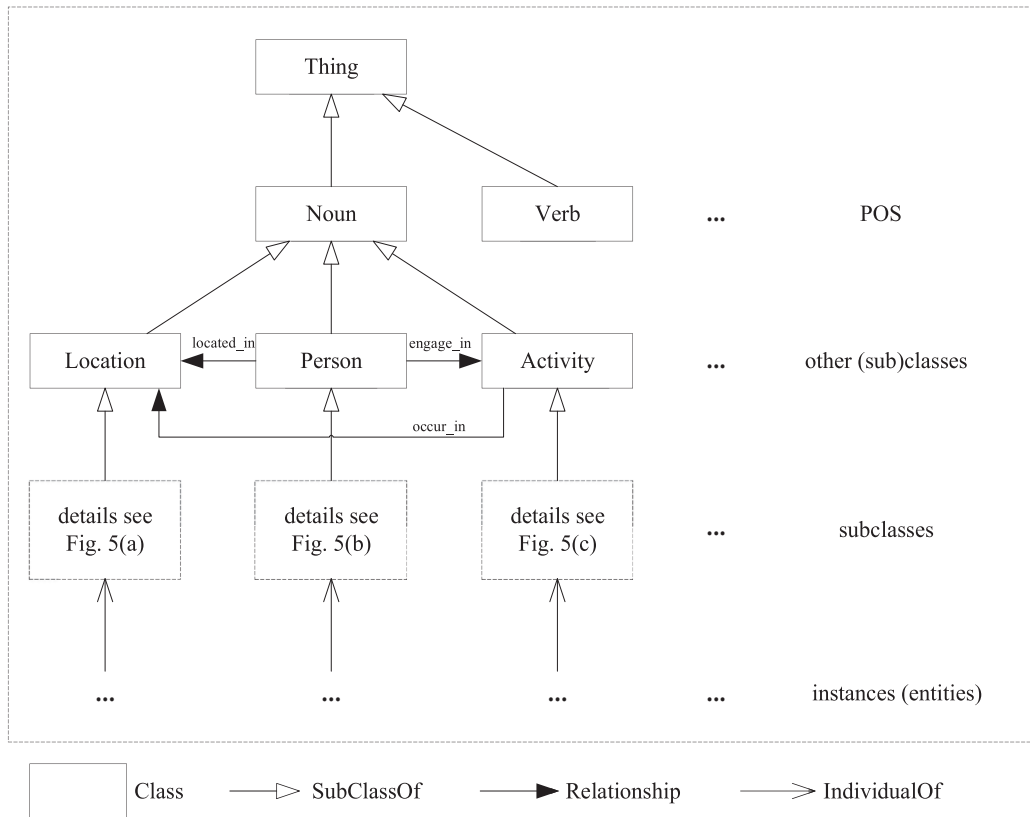 Thing
Noun
Verb
...
POS
located_in
engage_in
Location
Person
Activity
...
other (sub)classes
occur_in
details see
Fig. 5(a)
details see
Fig. 5(b)
details see
Fig. 5(c)
...
subclasses
...
...
...
...
instances (entities)
Class
SubClassOf
Relationship
IndividualOf